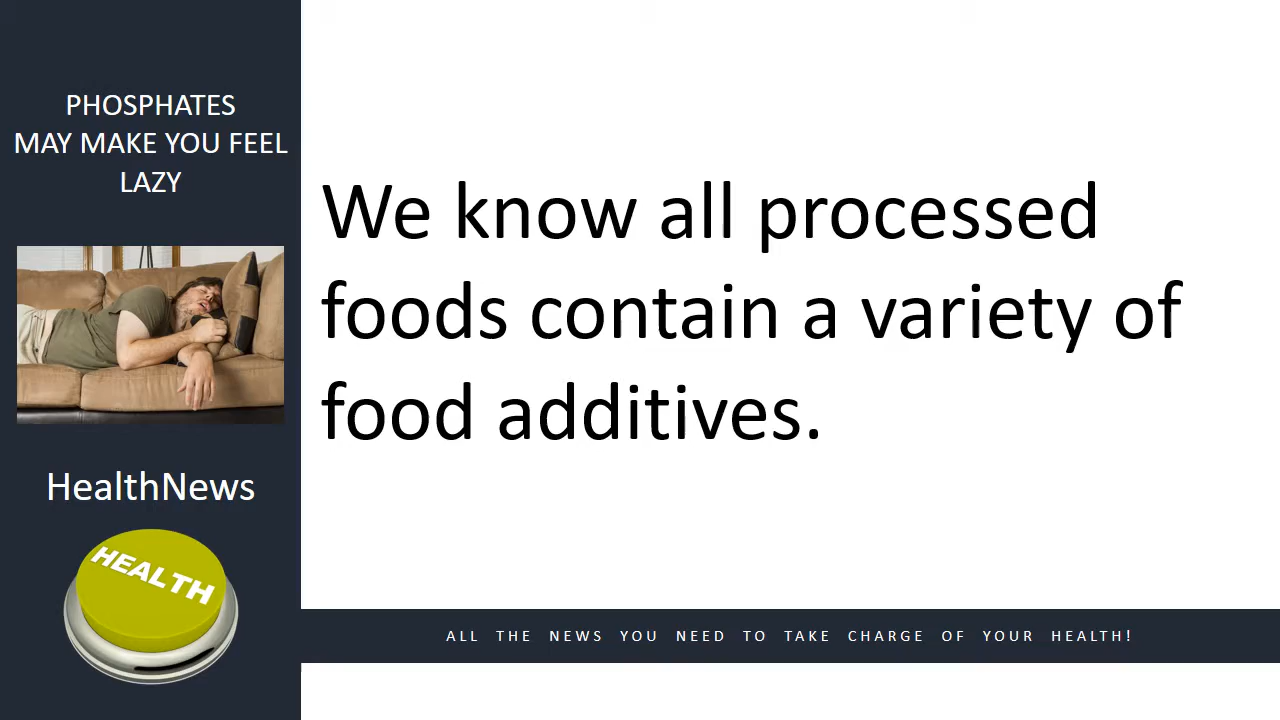 PHOSPHATES
MAY MAKE YOU FEEL
LAZY
HealthNews
HEALTH
We know all processed
foods contain a variety of
food additives.
ALL THE NEWS YOU NEED TO TAKE CHARGE OF YOUR HEALTH!